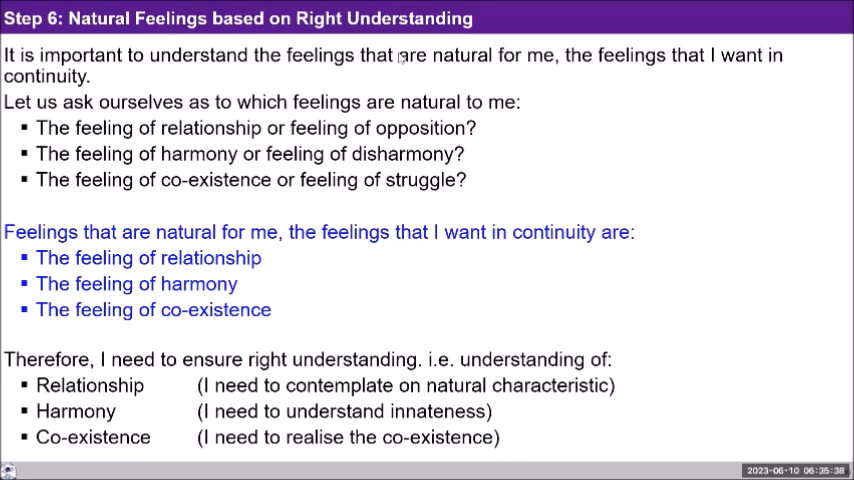 Step 6: Natural Feelings based on Right Understanding
It is important to understand the feelings that are natural for me, the feelings that I want in
continuity.
Let us ask ourselves as to which feelings are natural to me:
▪ The feeling of relationship or feeling of opposition?
▪ The feeling of harmony or feeling of disharmony?
▪ The feeling of co-existence or feeling of struggle?
Feelings that are natural for me, the feelings that I want in continuity are:
▪ The feeling of relationship
▪ The feeling of harmony
▪ The feeling of co-existence
Therefore, I need to ensure right understanding. i.e. understanding of:
▪ Relationship (I need to contemplate on natural characteristic)
▪ Harmony (I need to understand innateness)
▪ Co-existence (I need to realise the co-existence)
2023-06-10 06:35:38